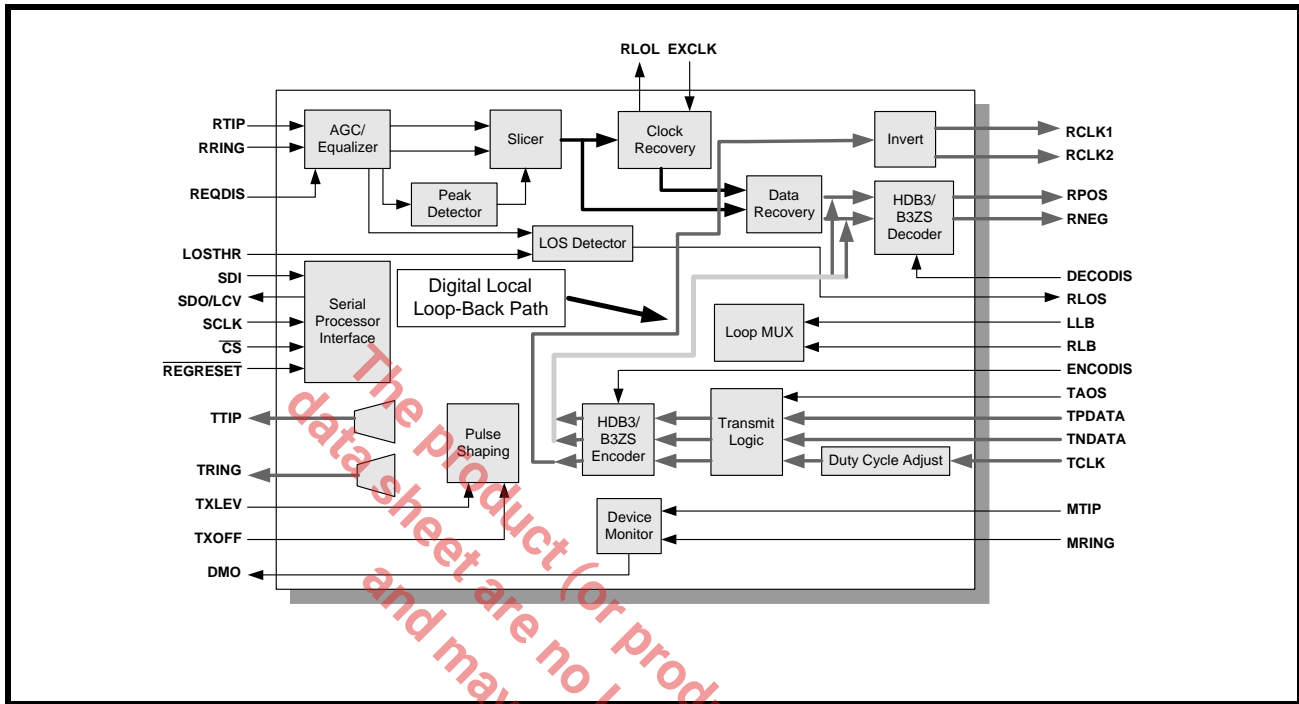 RLOL EXCLK
RTIP
RRING
REQDIS
LOSTHR
SDI
SDO/LCV
SCLK
CS
REGRESET
TTIP
TRING
TXLEV
TXOFF
DMO
AGC/
Equalizer
Peak
Detector
Slicer
Clock
Recovery
Data
Recovery
Invert
HDB3/
B3ZS
Decoder
LOS Detector
Serial
Processor
Interface
Digital Local
Loop-Back Path
Loop MUX
Pulse
Shaping
HDB3/
B3ZS
Encoder
Transmit
Logic
Duty Cycle Adjust
Device
Monitor
RCLK1
RCLK2
RPOS
RNEG
DECODIS
RLOS
LLB
RLB
ENCODIS
TAOS
TPDATA
TNDATA
TCLK
MTIP
MRING
The product (or prod
data sheet are no
and may